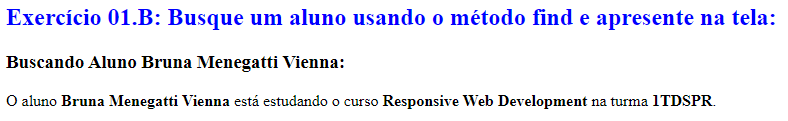 Exercício 01.B: Busque um aluno usando o método find e apresente na tela:
Buscando Aluno Bruna Menegatti Vienna:
O aluno Bruna Menegatti Vienna está estudando o curso Responsive Web Development na turma 1TDSPR.